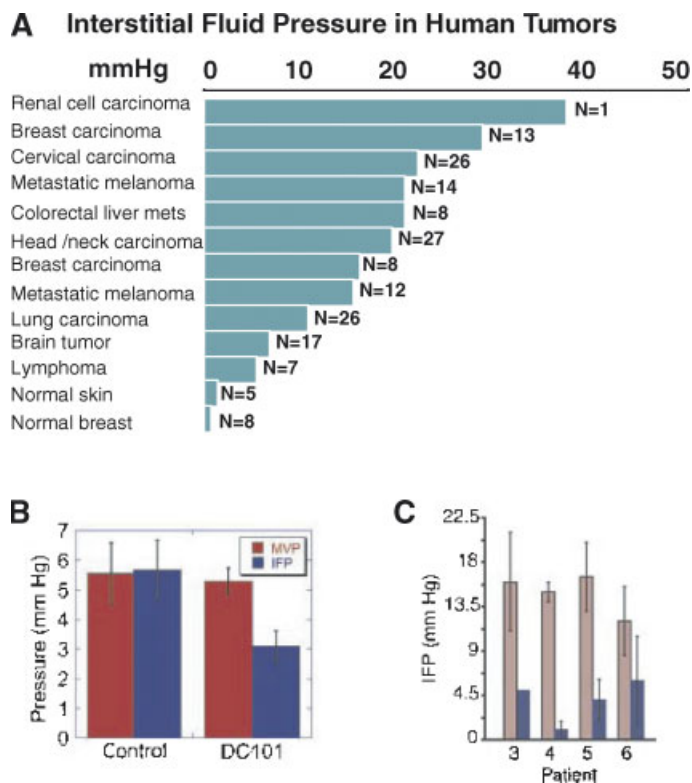 A Interstitial Fluid Pressure in Human Tumors
mmHg 0 10 20 30 40 50
Renal cell carcinoma N=1
Breast carcinoma N=13
Cervical carcinoma N=26
Metastatic melanoma N=14
Colorectal liver mets N=8
Head /neck carcinoma N=27
Breast carcinoma N=8
Metastatic melanoma N=12
Lung carcinoma N=26
Brain tumor N=17
Lymphoma N=7
Normal skin N=5
Normal breast N=8
B
Pressure (mm Hg)
7
6
5
4
3
2
1
0
MVP
IFP
Control DC101
C
IFP (mm Hg)
22.5
18
13.5
9
4.5
0
3 4 5 6
Patient